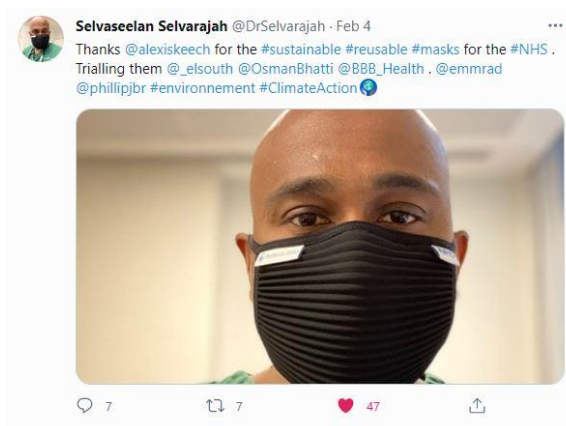 Selvaseelan Selvarajah @DrSelvarajah · Feb 4
Thanks @alexiskeech for the #sustainable #reusable #masks for the #NHS .
Trialling them @_elsouth @OsmanBhatti @BBB_Health . @emmrad
@phillipjbr #environnement #ClimateAction
7 7 47